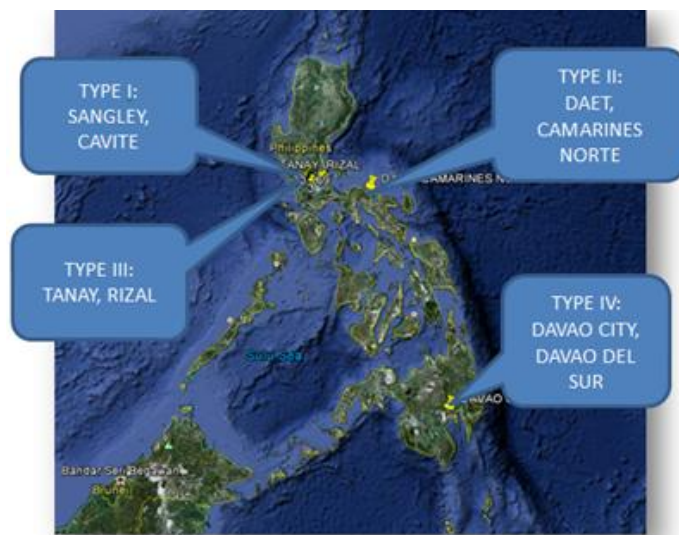 TYPE I:
SANGLEY,
CAVITE
TYPE II:
DAET,
CAMARINES
NORTE
Philippines
TANAY, RIZAL
CAMARINES N
TYPE III:
TANAY, RIZAL
TYPE IV:
DAVAO CITY,
DAVAO DEL
SUR
Sulu Sea
DAVAO
Bandar Seri Begawan
Brunei